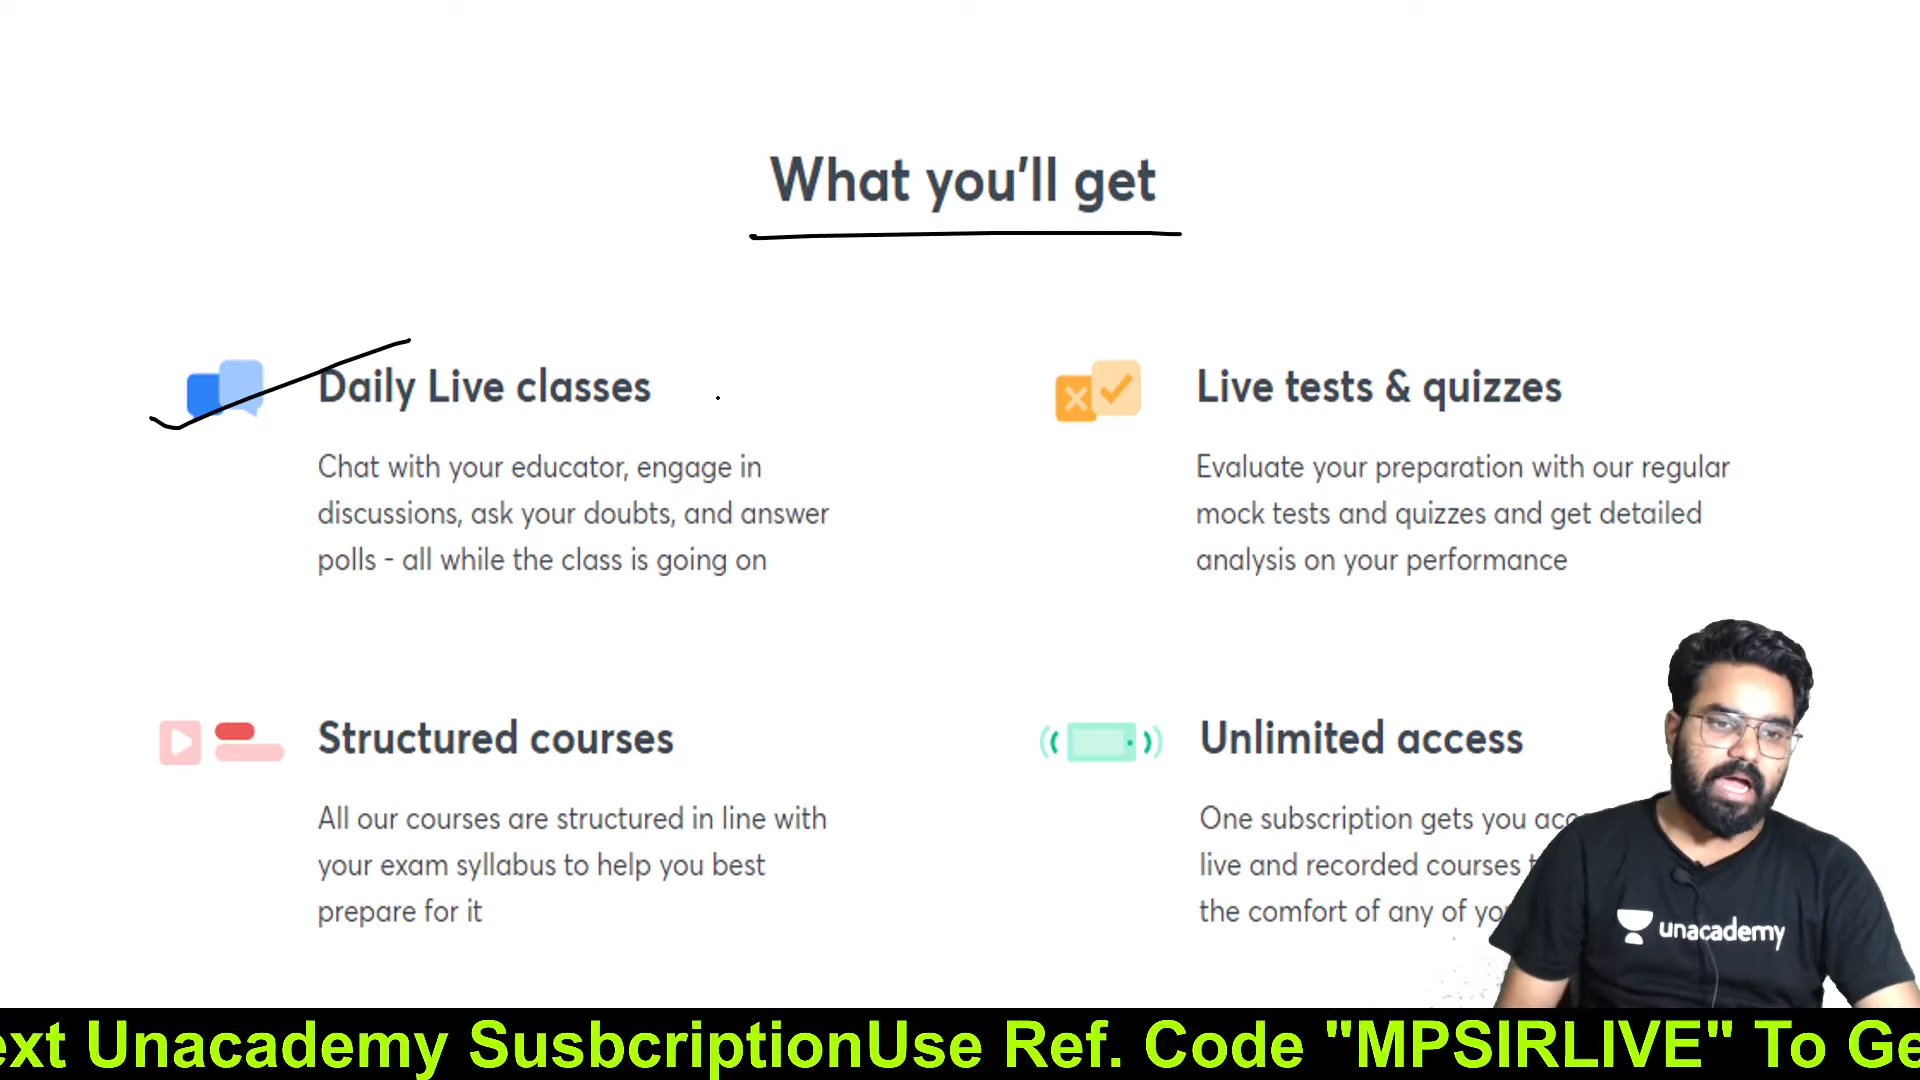 What you'll get
Daily Live classes
Chat with your educator, engage in
discussions, ask your doubts, and answer
polls - all while the class is going on
Live tests & quizzes
Evaluate your preparation with our regular
mock tests and quizzes and get detailed
analysis on your performance
Structured courses
All our courses are structured in line with
your exam syllabus to help you best
prepare for it
Unlimited access
One subscription gets you
live and recorded courses
the comfort of any of
unacademy
Unacademy SusbcriptionUse Ref. Code "MPSIRLIVE" To